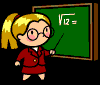 √12 =